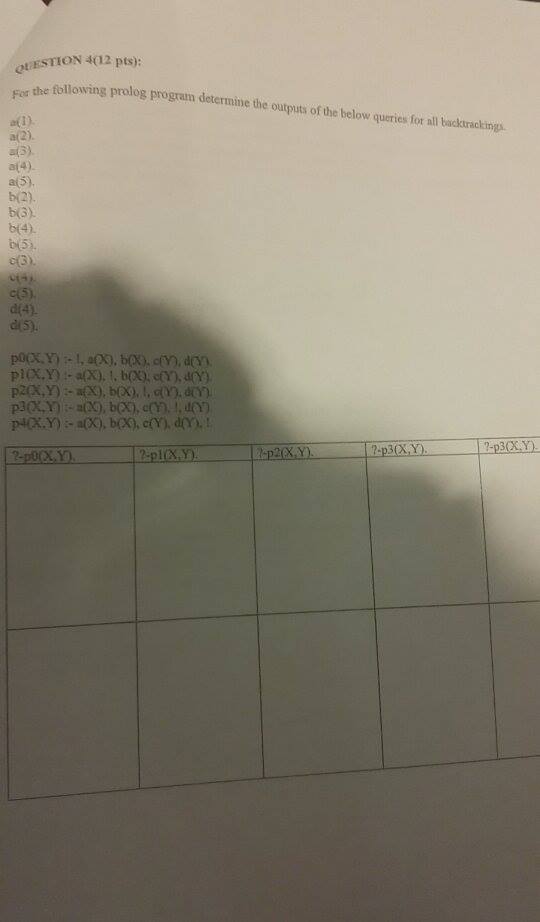 QUESTION 4(12 pts):
For the following prolog program determine the outputs of the below queries for all backtrackings.
a(1).
a(2).
a(3).
a(4).
a(5).
b(2).
b(3).
b(4).
b(5).
c(3).
c(4).
c(5).
d(4).
d(5).
p0(X,Y) :- !, a(X), b(X), c(Y), d(Y).
p1(X,Y) :- a(X), !, b(X), c(Y), d(Y).
p2(X,Y) :- a(X), b(X), !, c(Y), d(Y).
p3(X,Y) :- a(X), b(X), c(Y), !, d(Y).
p4(X,Y) :- a(X), b(X), c(Y), d(Y), !.
?-p0(X,Y). ?-p1(X,Y). ?-p2(X,Y). ?-p3(X,Y). ?-p3(X,Y).